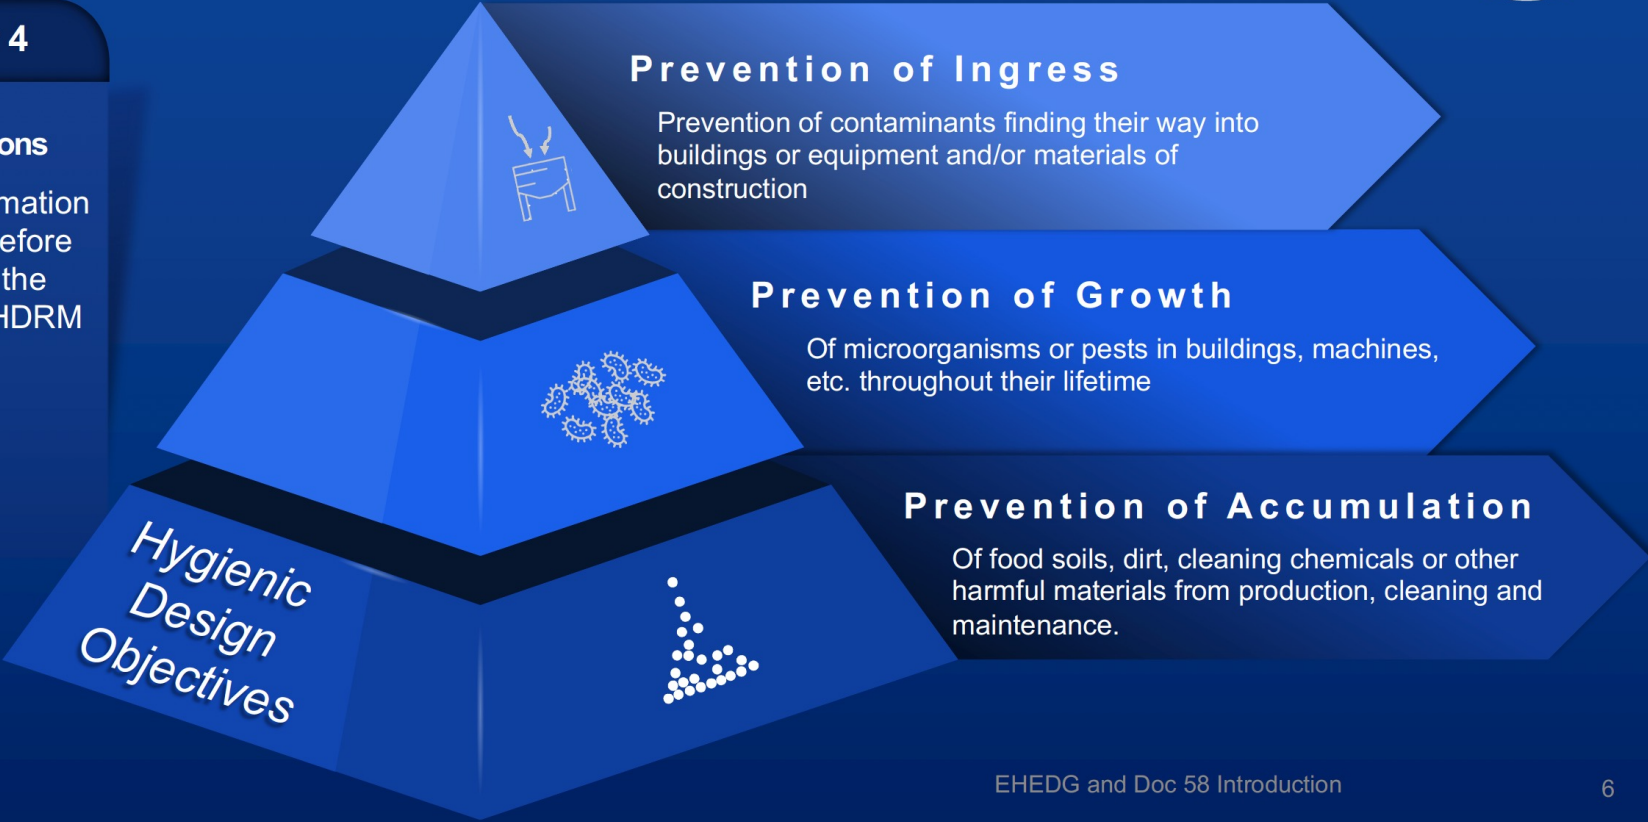 4
ons
mation
efore
the
HDRM
Prevention of Ingress
Prevention of contaminants finding their way into
buildings or equipment and/or materials of
construction
Prevention of Growth
Of microorganisms or pests in buildings, machines,
etc. throughout their lifetime
Prevention of Accumulation
Of food soils, dirt, cleaning chemicals or other
harmful materials from production, cleaning and
maintenance.
Hygienic
Design
Objectives
EHEDG and Doc 58 Introduction
6